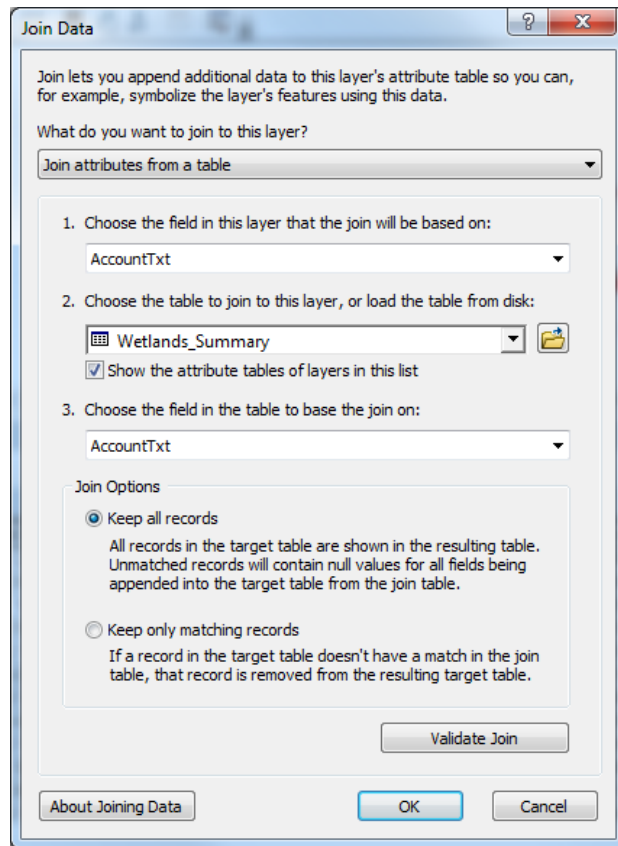 Join Data
?
Join lets you append additional data to this layer's attribute table so you can,
for example, symbolize the layer's features using this data.
What do you want to join to this layer?
Join attributes from a table
1. Choose the field in this layer that the join will be based on:
AccountTxt
2. Choose the table to join to this layer, or load the table from disk:
Wetlands_Summary
Show the attribute tables of layers in this list
3. Choose the field in the table to base the join on:
AccountTxt
Join Options
Keep all records
All records in the target table are shown in the resulting table.
Unmatched records will contain null values for all fields being
appended into the target table from the join table.
Keep only matching records
If a record in the target table doesn't have a match in the join
table, that record is removed from the resulting target table.
Validate Join
About Joining Data OK Cancel